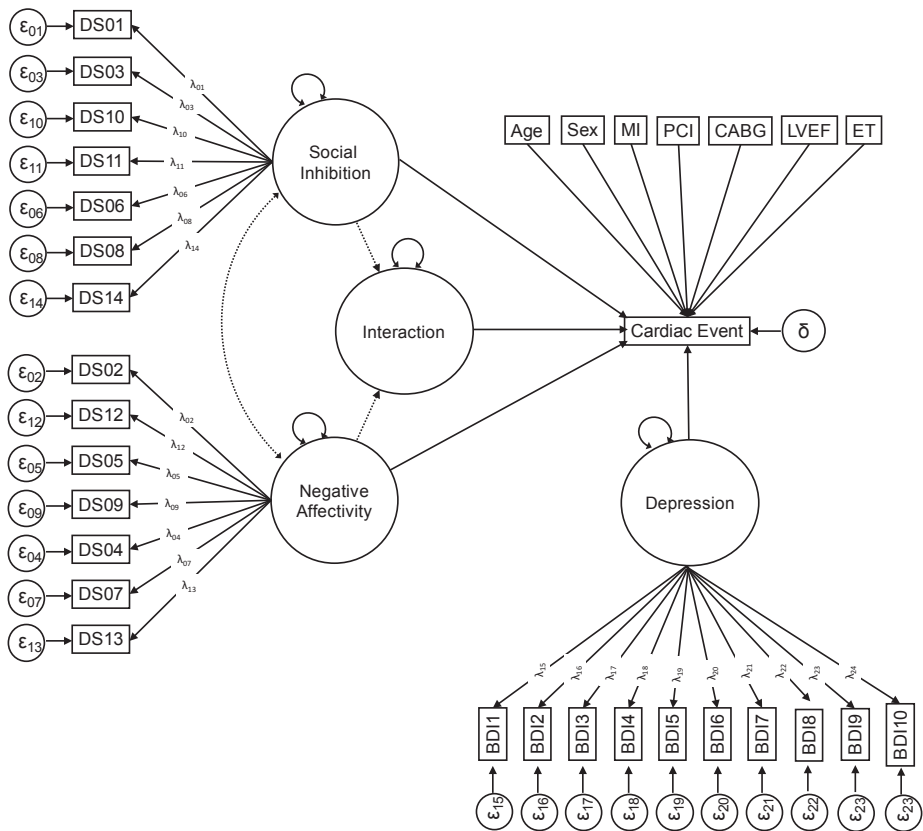 ε01 DS01
ε03 DS03
ε10 DS10
ε11 DS11
ε06 DS06
ε08 DS08
ε14 DS14
λ01
λ03
λ10
λ11
λ06
λ08
λ14
Social
Inhibition
Interaction
Age Sex MI PCI CABG LVEF ET
Cardiac Event
δ
ε02 DS02
ε12 DS12
ε05 DS05
ε09 DS09
ε04 DS04
ε07 DS07
ε13 DS13
λ02
λ12
λ05
λ09
λ04
λ07
λ13
Negative
Affectivity
Depression
λ15 λ16 λ17 λ18 λ19 λ20 λ21 λ22 λ23 λ24
BDI1 BDI2 BDI3 BDI4 BDI5 BDI6 BDI7 BDI8 BDI9 BDI10
ε15 ε16 ε17 ε18 ε19 ε20 ε21 ε22 ε23 ε23